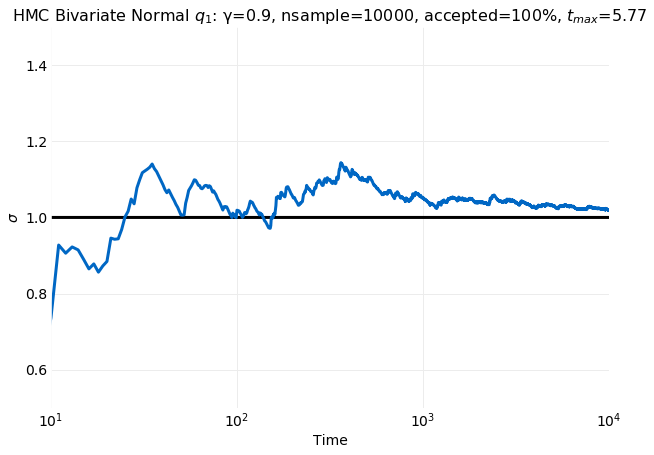 HMC Bivariate Normal q₁: γ=0.9, nsample=10000, accepted=100%, tₘₐₓ=5.77
σ
1.4
1.2
1.0
0.8
0.6
10¹ 10² 10³ 10⁴
Time